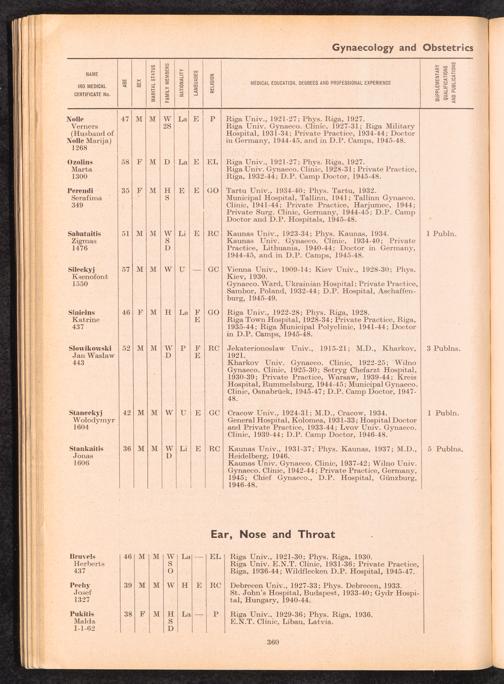 Gynaecology and Obstetrics
NAME
IRO MEDICAL
CERTIFICATE No.
AGE
SEX
MARITAL STATUS
FAMILY MEMBERS
NATIONALITY
LANGUAGES
RELIGION
MEDICAL EDUCATION, DEGREES AND PROFESSIONAL EXPERIENCE
SUPPLEMENTARY
QUALIFICATIONS
AND PUBLICATIONS
Nolle 47 M M W La E P Riga Univ., 1921-27; Phys. Riga, 1927.
Verners 2S Riga Univ. Gynaeco. Clinic, 1927-31; Riga Military
(Husband of Hospital, 1931-34; Private Practice, 1934-44; Doctor
Nolle Marija) in Germany, 1944-45, and in D.P. Camps, 1945-48.
1268
Ozolins 58 F M D La E EL Riga Univ., 1921-27; Phys. Riga, 1927.
Marta Riga Univ. Gynaeco. Clinic, 1928-31; Private Practice,
1300 Riga, 1932-44; D.P. Camp Doctor, 1945-48.
Perendi 35 F M H E E GO Tartu Univ., 1934-40; Phys. Tartu, 1932.
Serafima S Municipal Hospital, Tallinn, 1941; Tallinn Gynaeco.
349 Clinic, 1941-44; Private Practice, Harjumee, 1944;
Private Surg. Clinic, Germany, 1944-45; D.P. Camp
Doctor and D.P. Hospitals, 1945-48.
Sabataitis 51 M M W Li E RC Kaunas Univ., 1923-34; Phys. Kaunas, 1934. 1 Publn.
Zigmas S Kaunas Univ. Gynaeco. Clinic, 1934-40; Private
1476 D Practice, Lithuania, 1940-44; Doctor in Germany,
1944-45, and in D.P. Camps, 1945-48.
Sileckyj 57 M M W U — GC Vienna Univ., 1909-14; Kiev Univ., 1928-30; Phys.
Ksenofont Kiev, 1930.
1550 Gynaeco. Ward, Ukrainian Hospital; Private Practice,
Sambor, Poland, 1932-44; D.P. Hospital, Aschaffen-
burg, 1945-49.
Sinicins 46 F M H La F GO Riga Univ., 1922-28; Phys. Riga, 1928.
Katrine E Riga Town Hospital, 1928-34; Private Practice, Riga,
437 1935-44; Riga Municipal Polyclinic, 1941-44; Doctor
in D.P. Camps, 1945-48.
Slowikowski 52 M M W P F RC Jekaterionoslaw Univ., 1915-21; M.D., Kharkov, 3 Publns.
Jan Waslaw D E 1921.
443 Kharkov Univ. Gynaeco. Clinic, 1922-25; Wilno
Gynaeco. Clinic, 1925-30; Setryg Chefarzt Hospital,
1930-39; Private Practice, Warsaw, 1939-44; Kreis
Hospital, Rummelsburg, 1944-45; Municipal Gynaeco.
Clinic, Osnabrück, 1945-47; D.P. Camp Doctor, 1947-
48.
Staneckyj 42 M M W U E GC Cracow Univ., 1924-31; M.D., Cracow, 1934. 1 Publn.
Wolodymyr General Hospital, Kolomea, 1931-33; Hospital Doctor
1604 and Private Practice, 1933-44; Lvov Univ. Gynaeco.
Clinic, 1939-44; D.P. Camp Doctor, 1946-48.
Stankaitis 36 M M W Li E RC Kaunas Univ., 1931-37; Phys. Kaunas, 1937; M.D., 5 Publns.
Jonas D Heidelberg, 1946.
1606 Kaunas Univ. Gynaeco. Clinic, 1937-42; Wilno Univ.
Gynaeco. Clinic, 1942-44; Private Practice, Germany,
1945; Chief Gynaeco., D.P. Hospital, Günzburg,
1946-48.
Ear, Nose and Throat
Bruvels 46 M M W La — EL Riga Univ., 1921-30; Phys. Riga, 1930.
Herberts S Riga Univ. E.N.T. Clinic, 1931-36; Private Practice,
437 O Riga, 1936-44; Wildflecken D.P. Hospital, 1945-47.
Pechy 39 M M W H E RC Debrecen Univ., 1927-33; Phys. Debrecen, 1933.
Josef St. John's Hospital, Budapest, 1933-40; Gydr Hospi-
1327 tal, Hungary, 1940-44.
Pukitis 38 F M H La — P Riga Univ., 1929-36; Phys. Riga, 1936.
Malda S E.N.T. Clinic, Libau, Latvia.
1-1-62 D
360